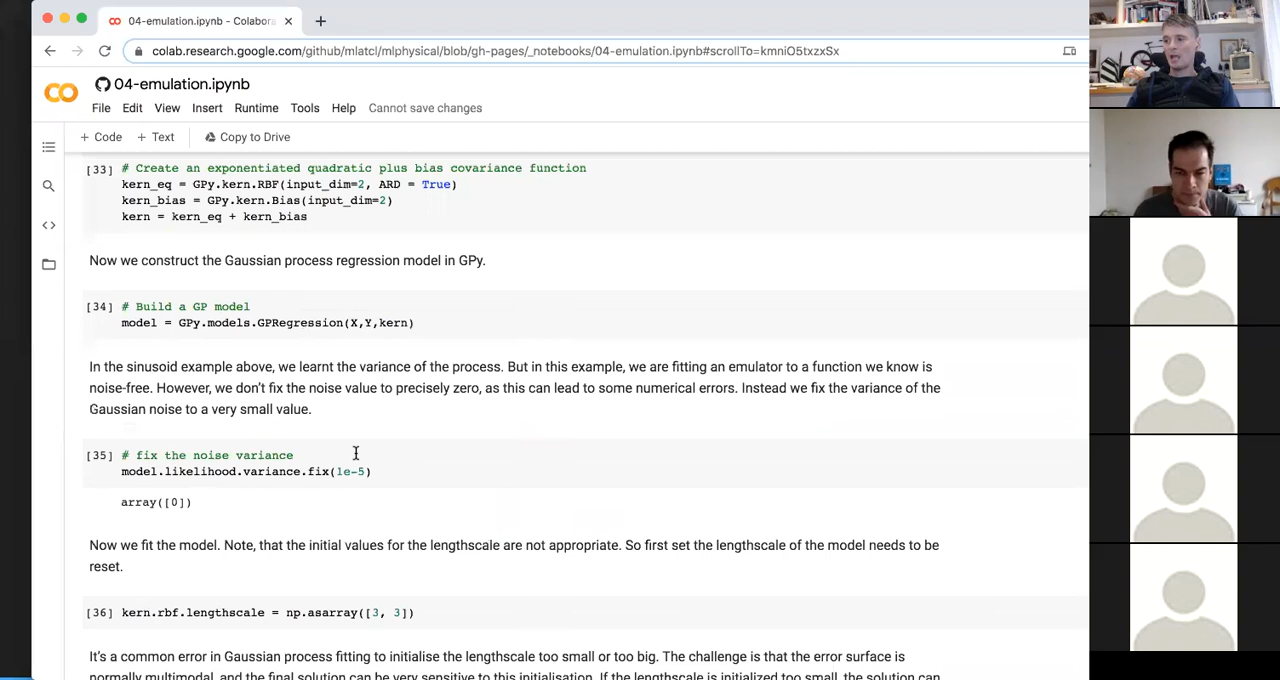 04-emulation.ipynb - Colabora
colab.research.google.com/github/mlatcl/mlphysical/blob/gh-pages/_notebooks/04-emulation.ipynb#scrollTo=kmniO5txzxSx
04-emulation.ipynb
File Edit View Insert Runtime Tools Help Cannot save changes
+ Code + Text Copy to Drive
[33] # Create an exponentiated quadratic plus bias covariance function
kern_eq = GPy.kern.RBF(input_dim=2, ARD = True)
kern_bias = GPy.kern.Bias(input_dim=2)
kern = kern_eq + kern_bias
Now we construct the Gaussian process regression model in GPy.
[34] # Build a GP model
model = GPy.models.GPRegression(X,Y,kern)
In the sinusoid example above, we learnt the variance of the process. But in this example, we are fitting an emulator to a function we know is
noise-free. However, we don't fix the noise value to precisely zero, as this can lead to some numerical errors. Instead we fix the variance of the
Gaussian noise to a very small value.
[35] # fix the noise variance
model.likelihood.variance.fix(1e-5)
array([0])
Now we fit the model. Note, that the initial values for the lengthscale are not appropriate. So first set the lengthscale of the model needs to be
reset.
[36] kern.rbf.lengthscale = np.asarray([3, 3])
It's a common error in Gaussian process fitting to initialise the lengthscale too small or too big. The challenge is that the error surface is
normally multimodal, and the final solution can be very sensitive to this initialisation. If the lengthscale is initialized too small, the solution can